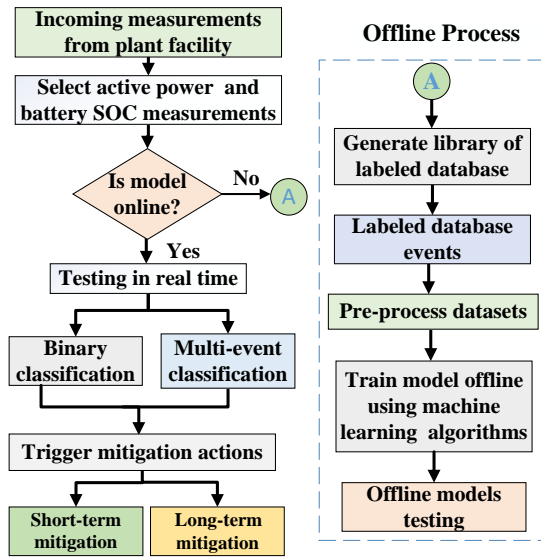 Incoming measurements
from plant facility
Select active power and
battery SOC measurements
Is model
online?
No
A
Yes
Testing in real time
Binary
classification
Multi-event
classification
Trigger mitigation actions
Short-term
mitigation
Long-term
mitigation
Offline Process
A
Generate library of
labeled database
Labeled database
events
Pre-process datasets
Train model offline
using machine
learning algorithms
Offline models
testing